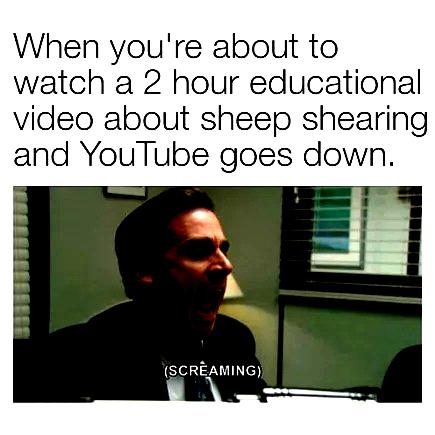 When you're about to
watch a 2 hour educational
video about sheep shearing
and YouTube goes down.
(SCREAMING)